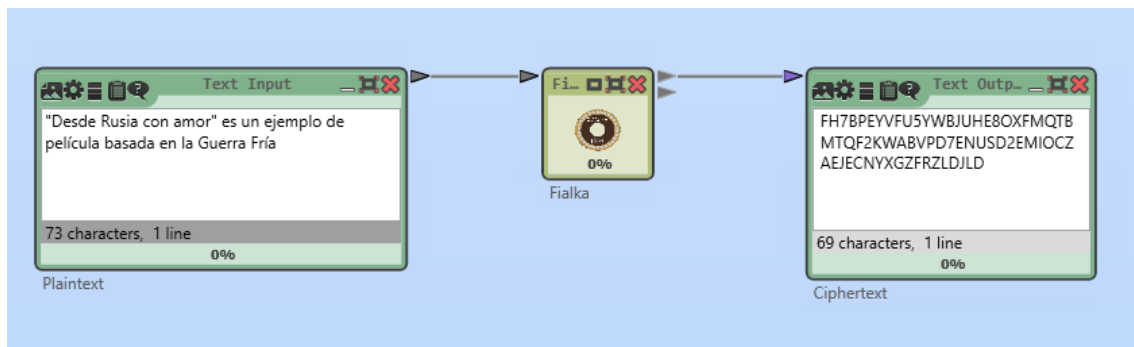 Text Input
"Desde Rusia con amor" es un ejemplo de
película basada en la Guerra Fría
73 characters, 1 line
0%
Plaintext
Fi...
0%
Fialka
Text Outp...
FH7BPEYVFU5YWBJUHE8OXFMQTB
MTQF2KWABVPD7ENUSD2EMIOCZ
AEJECNYXGZFRZLDJLD
69 characters, 1 line
0%
Ciphertext